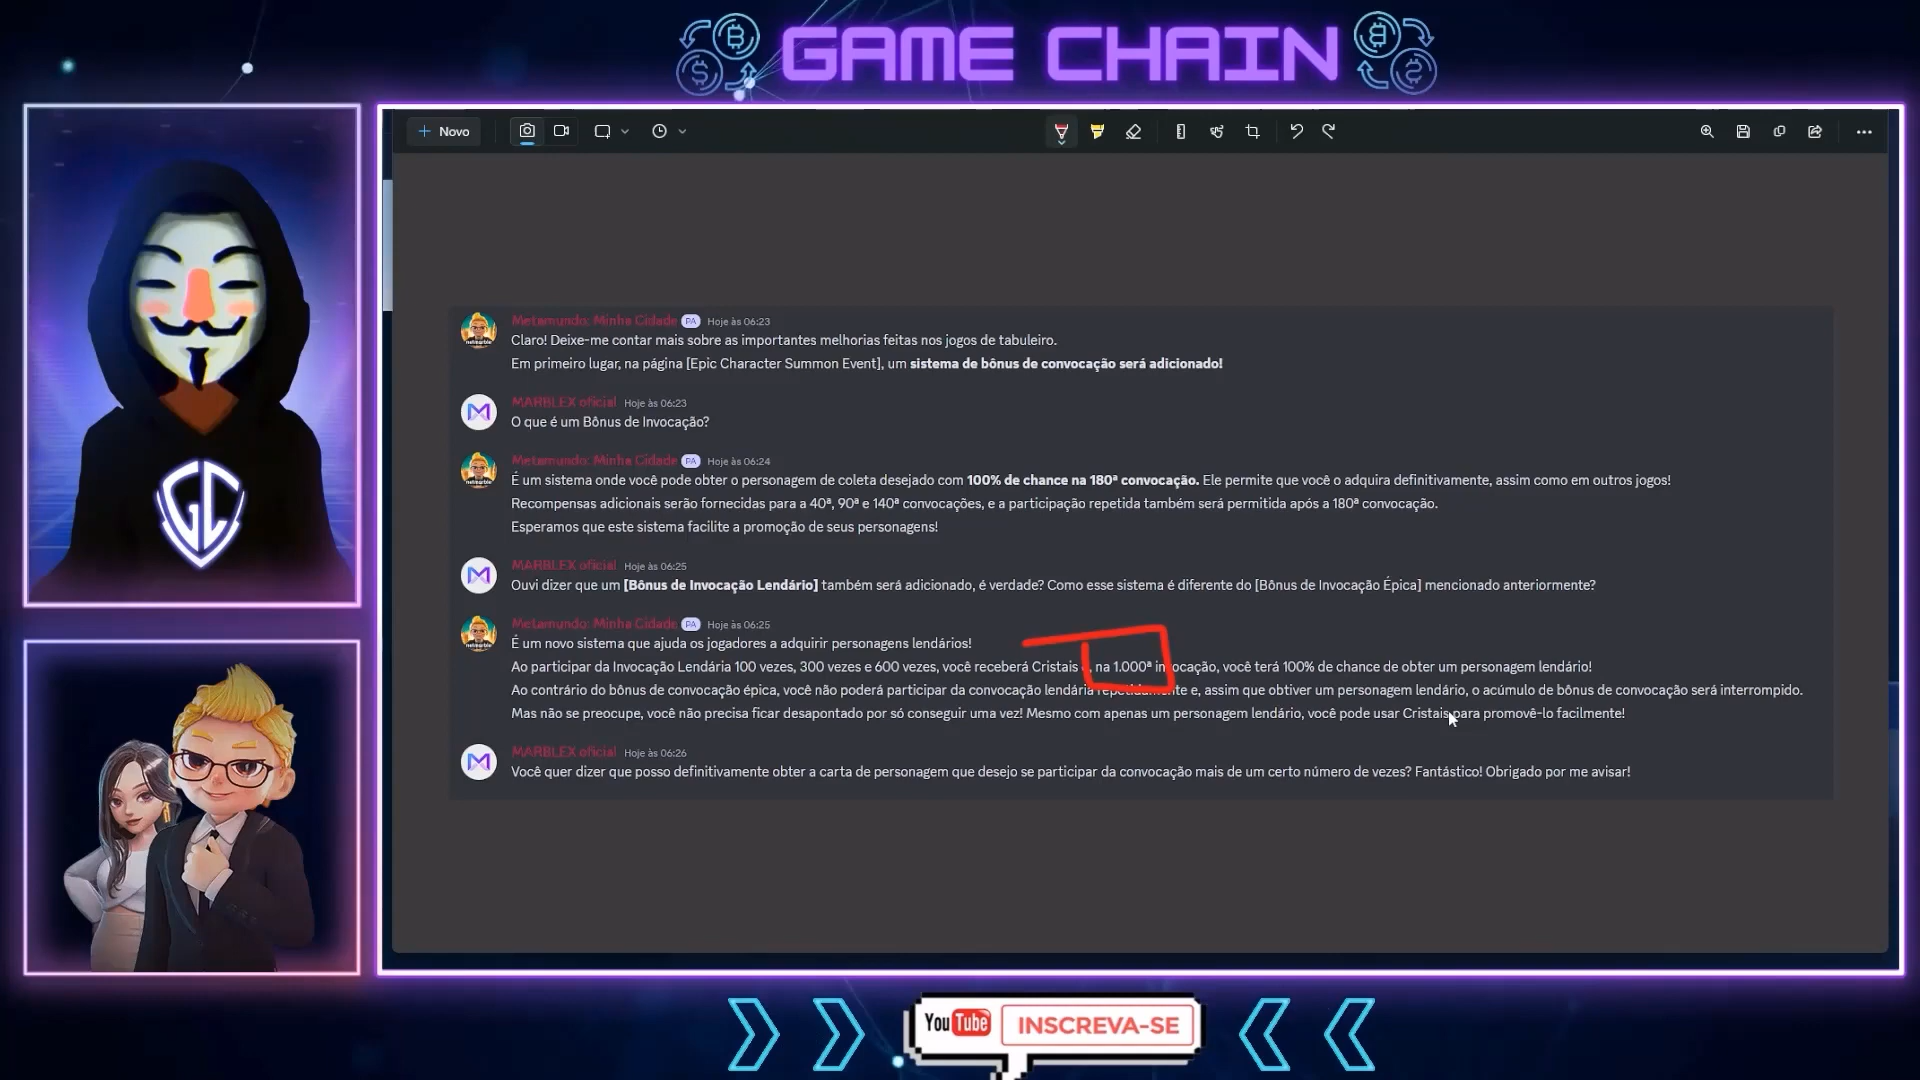 GAME CHAIN
Novo
Metamundo: Minha Cidade PA Hoje às 06:23
Claro! Deixe-me contar mais sobre as importantes melhorias feitas nos jogos de tabuleiro.
Em primeiro lugar, na página [Epic Character Summon Event], um sistema de bônus de convocação será adicionado!
MARBLEX oficial Hoje às 06:23
O que é um Bônus de Invocação?
Metamundo: Minha Cidade PA Hoje às 06:24
É um sistema onde você pode obter o personagem de coleta desejado com 100% de chance na 180ª convocação. Ele permite que você o adquira definitivamente, assim como em outros jogos!
Recompensas adicionais serão fornecidas para a 40ª, 90ª e 140ª convocações, e a participação repetida também será permitida após a 180ª convocação.
Esperamos que este sistema facilite a promoção de seus personagens!
MARBLEX oficial Hoje às 06:25
Ouvi dizer que um [Bônus de Invocação Lendário] também será adicionado, é verdade? Como esse sistema é diferente do [Bônus de Invocação Épica] mencionado anteriormente?
Metamundo: Minha Cidade PA Hoje às 06:25
É um novo sistema que ajuda os jogadores a adquirir personagens lendários!
Ao participar da Invocação Lendária 100 vezes, 300 vezes e 600 vezes, você receberá Cristais , na 1.000ª invocação, você terá 100% de chance de obter um personagem lendário!
Ao contrário do bônus de convocação épica, você não poderá participar da convocação lendária repetidamente e, assim que obtiver um personagem lendário, o acúmulo de bônus de convocação será interrompido.
Mas não se preocupe, você não precisa ficar desapontado por só conseguir uma vez! Mesmo com apenas um personagem lendário, você pode usar Cristais para promovê-lo facilmente!
MARBLEX oficial Hoje às 06:26
Você quer dizer que posso definitivamente obter a carta de personagem que desejo se participar da convocação mais de um certo número de vezes? Fantástico! Obrigado por me avisar!
GC
YouTube INSCREVA-SE